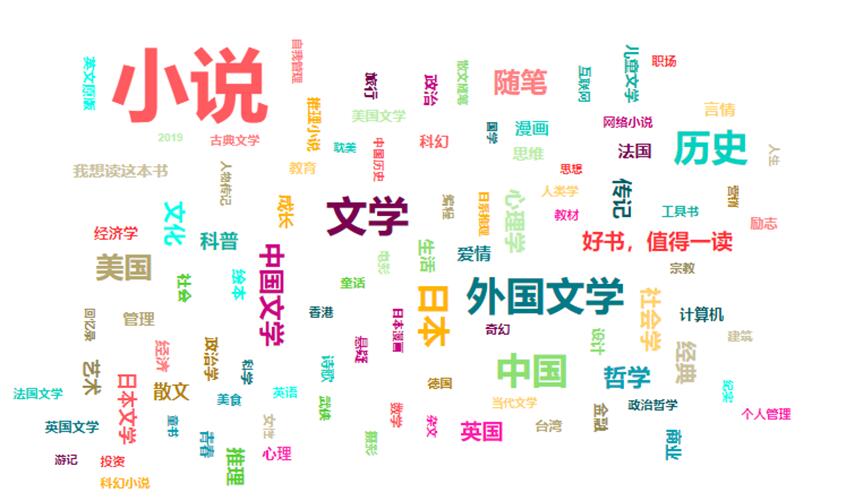 小说
英文原版
自我管理
旅行
政治
散文随笔
随笔
互联网
儿童文学
职场
推理小说
美国文学
2019
古典文学
耽美
中国历史
科幻
国学
漫画
思维
网络小说
言情
法国
历史
人生
我想读这本书
人物传记
教育
思想
成长
文学
编程
日系推理
心理学
人类学
教材
传记
工具书
营销
励志
文化
经济学
科普
美国
社会
绘本
中国文学
电影
童话
生活
爱情
好书，值得一读
宗教
日本
外国文学
社会学
计算机
回忆录
管理
香港
日本漫画
奇幻
悬疑
设计
建筑
经典
艺术
经济
政治学
科学
诗歌
中国
哲学
法国文学
日本文学
散文
美食
英语
武侠
德国
当代文学
政治哲学
纪实
个人管理
英国文学
童书
青春
女性
数学
杂文
英国
台湾
金融
商业
摄影
游记
投资
推理
心理
科幻小说